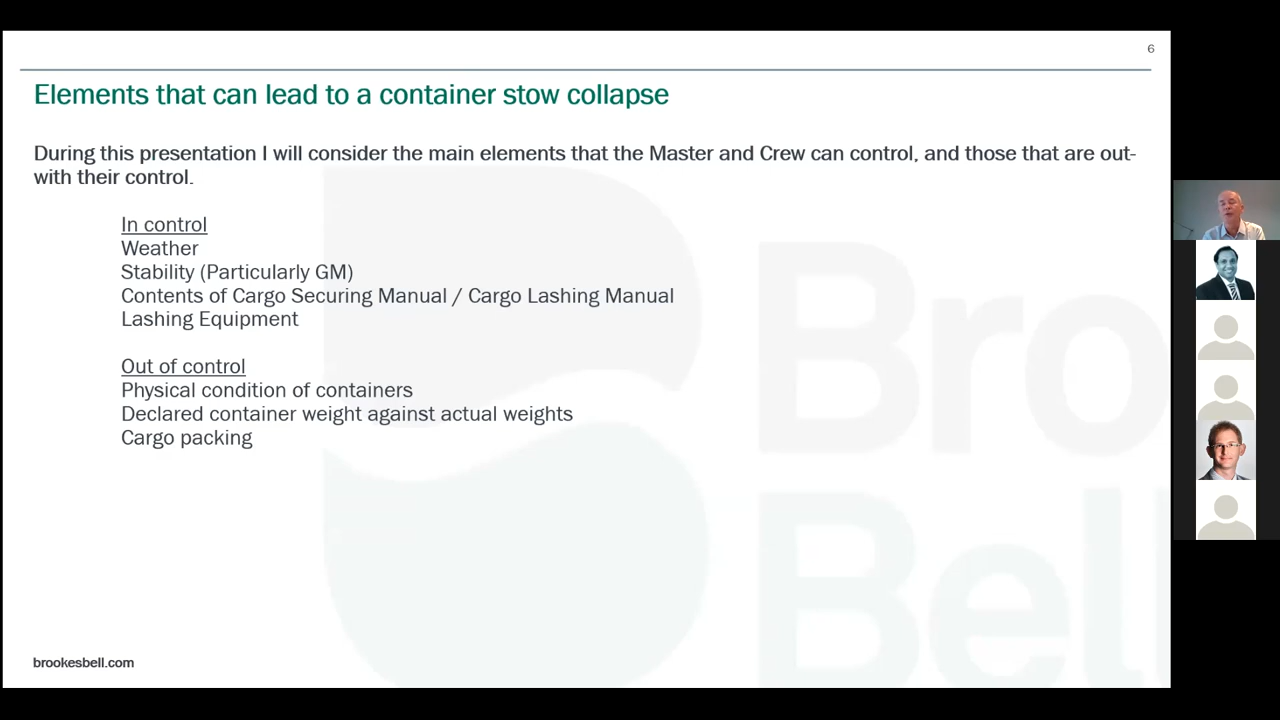 6
Elements that can lead to a container stow collapse
During this presentation I will consider the main elements that the Master and Crew can control, and those that are out-
with their control.
In control
Weather
Stability (Particularly GM)
Contents of Cargo Securing Manual / Cargo Lashing Manual
Lashing Equipment
Out of control
Physical condition of containers
Declared container weight against actual weights
Cargo packing
Bro
Bell
brookesbell.com